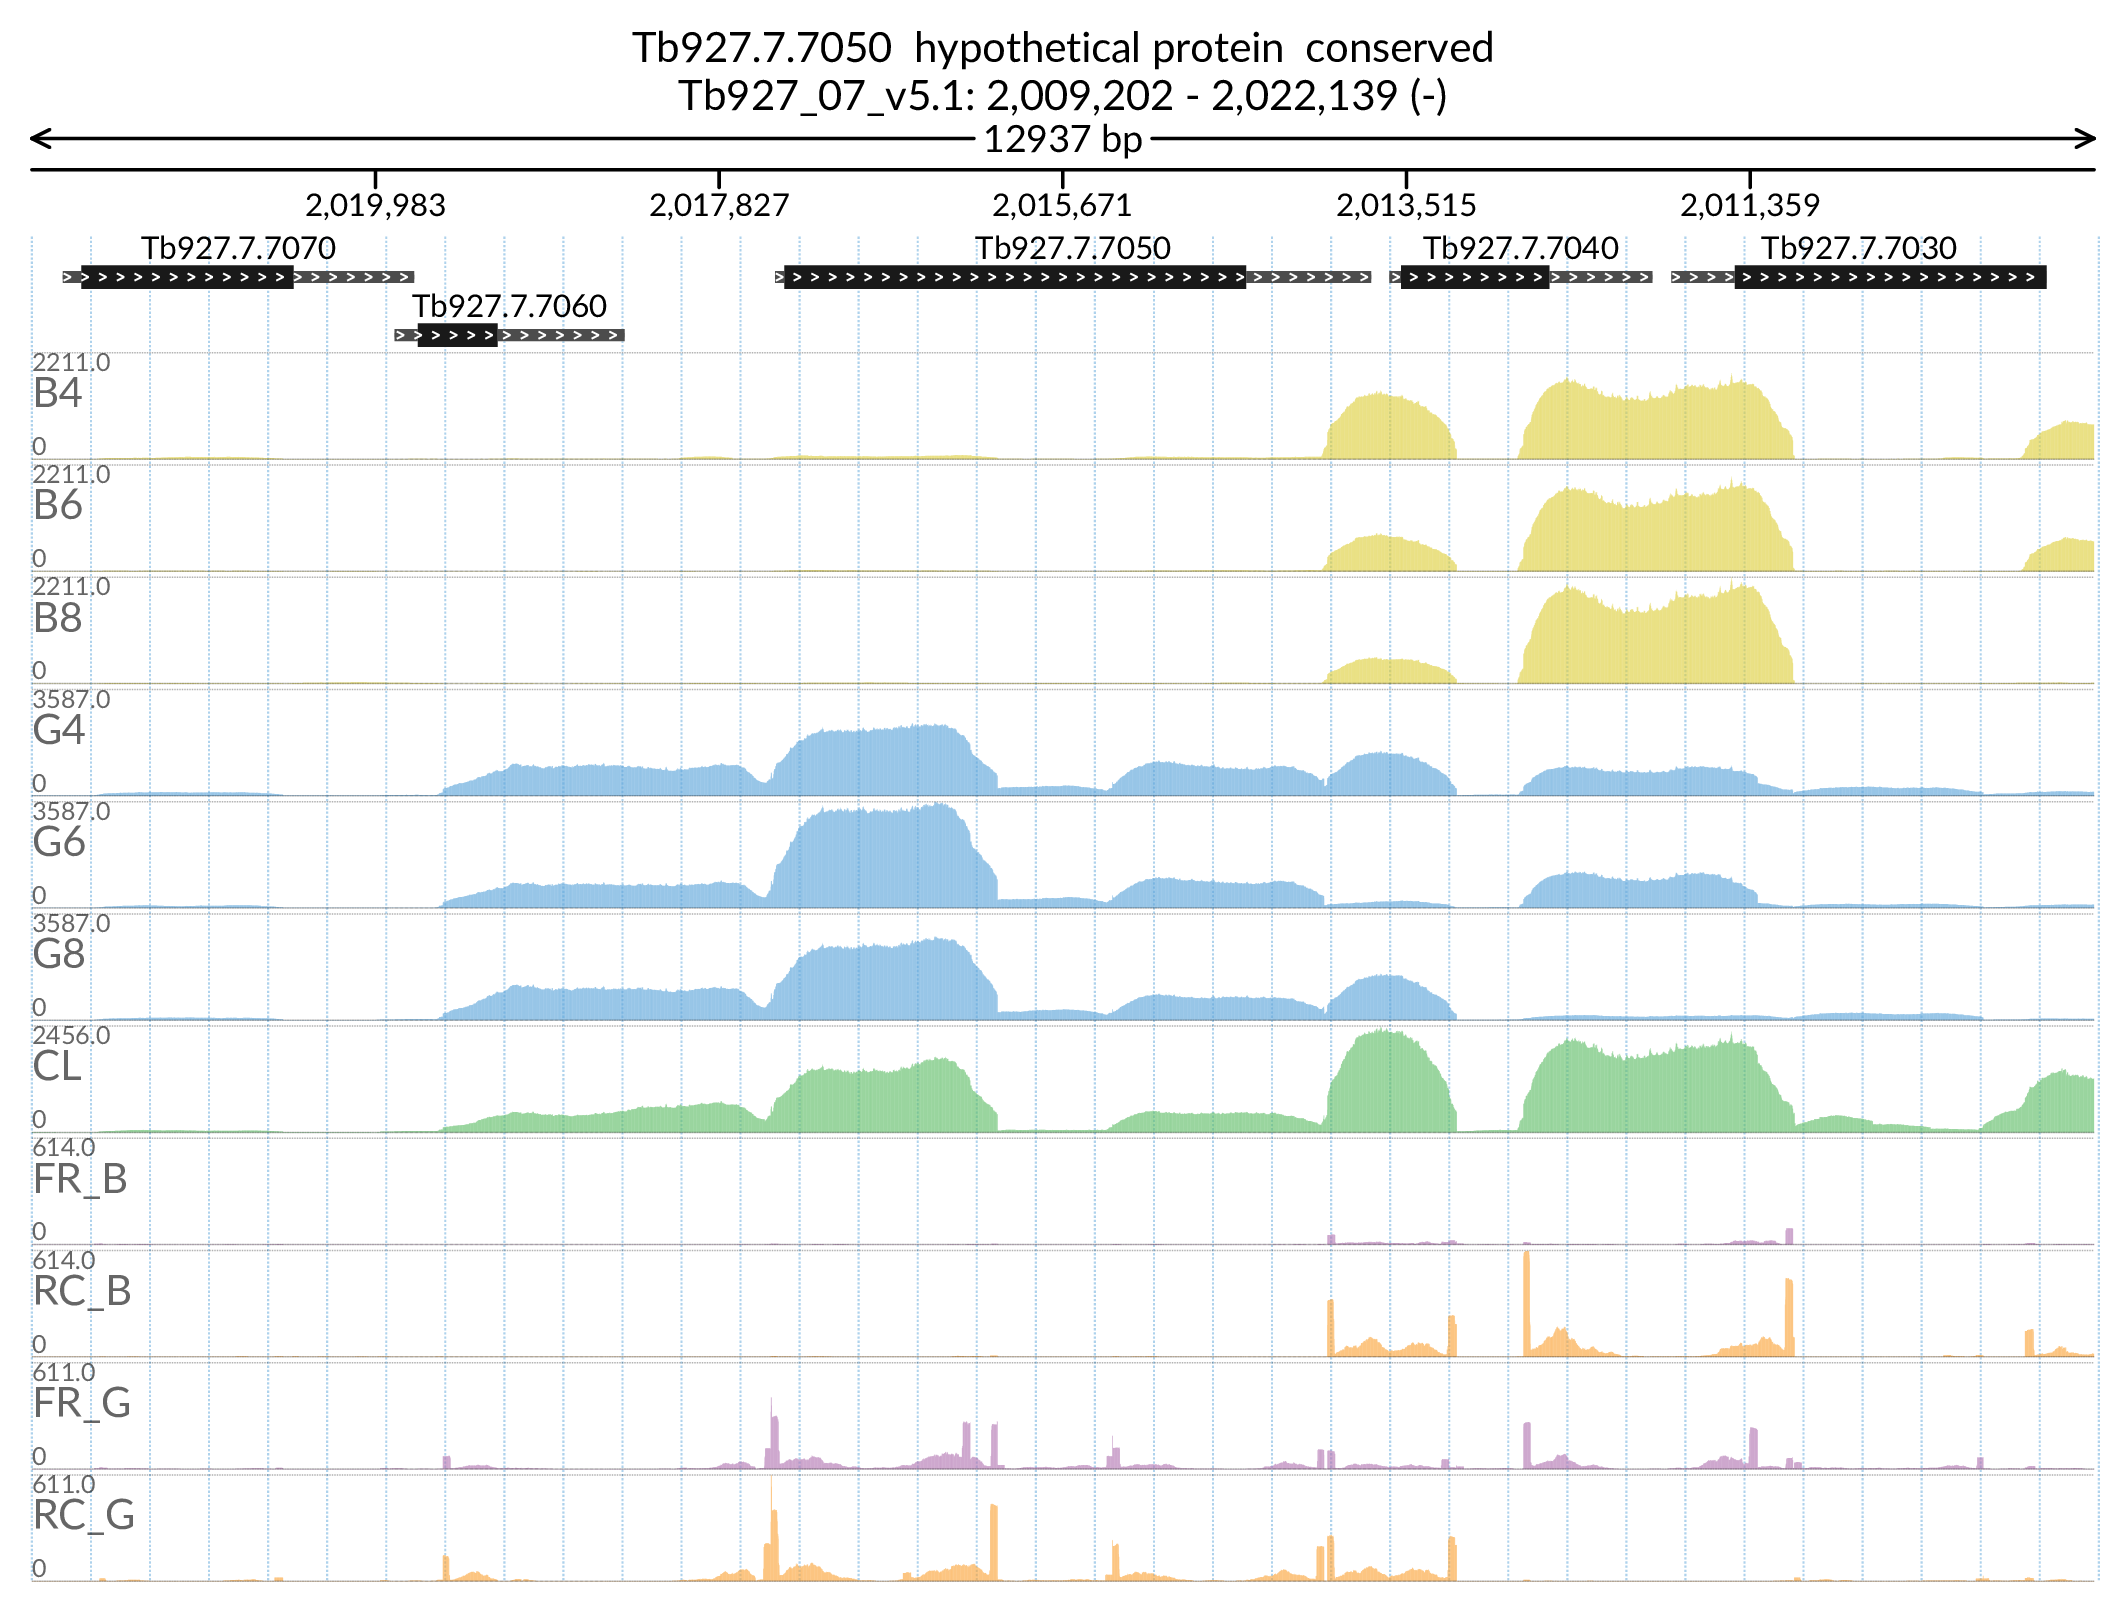 Tb927.7.7050  hypothetical protein  conserved
Tb927_07_v5.1: 2,009,202 - 2,022,139 (-)
12937 bp
2,019,983 2,017,827 2,015,671 2,013,515 2,011,359
Tb927.7.7070 Tb927.7.7050 Tb927.7.7040 Tb927.7.7030
Tb927.7.7060
2211.0
B4
0
2211.0
B6
0
2211.0
B8
0
3587.0
G4
0
3587.0
G6
0
3587.0
G8
0
2456.0
CL
0
614.0
FR_B
0
614.0
RC_B
0
611.0
FR_G
0
611.0
RC_G
0